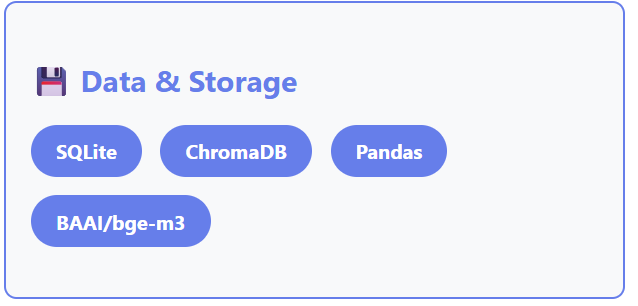 💾 Data & Storage
SQLite ChromaDB Pandas
BAAI/bge-m3